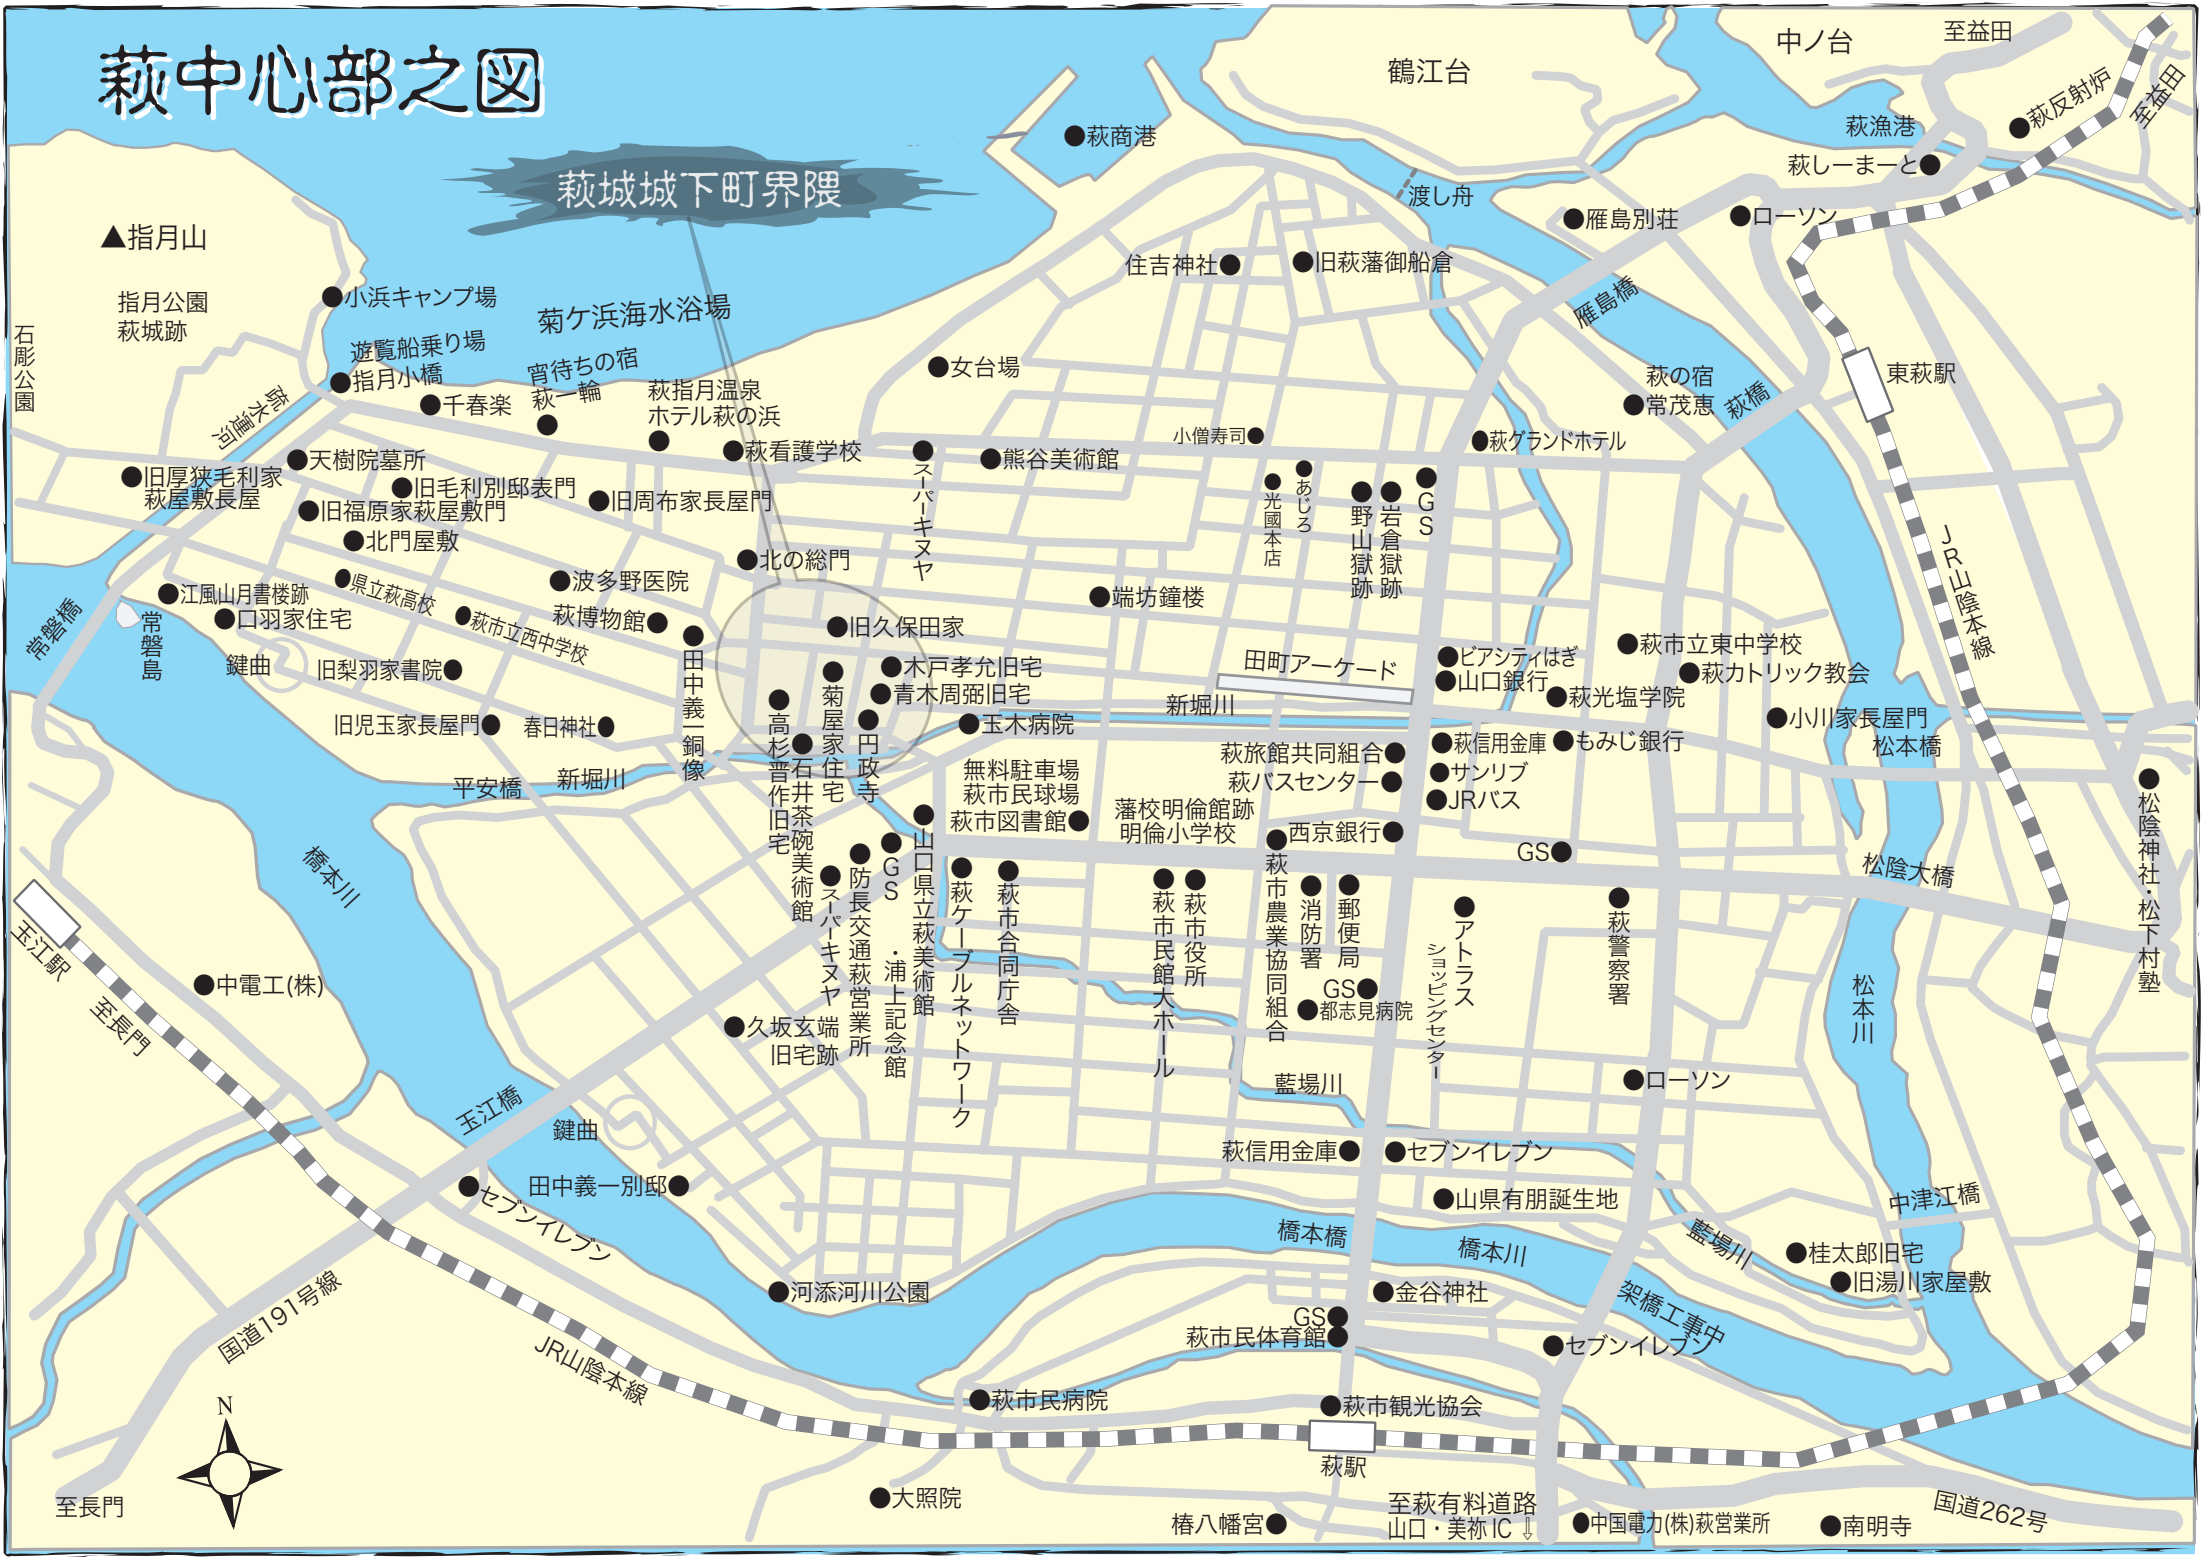 萩中心部之図
萩城城下町界隈
鶴江台
中ノ台
至益田
至益田
萩反射炉
萩漁港
萩しーまーと
萩商港
渡し舟
雁島別荘
ローソン
▲指月山
指月公園
萩城跡
石彫公園
小浜キャンプ場
菊ケ浜海水浴場
住吉神社
旧萩藩御船倉
雁島橋
遊覧船乗り場
指月小橋
千春楽
宵待ちの宿
萩一輪
萩指月温泉
ホテル萩の浜
女台場
萩の宿
常茂恵
萩橋
東萩駅
疏水運河
萩看護学校
スーパーキヌヤ
熊谷美術館
小僧寿司
萩グランドホテル
旧厚狭毛利家
萩屋敷長屋
天樹院墓所
旧毛利別邸表門
旧福原家萩屋敷門
旧周布家長屋門
北門屋敷
光國本店
あじろ
野山獄跡
岩倉獄跡
GS
JR山陰本線
北の総門
波多野医院
県立萩高校
萩市立西中学校
江風山月書楼跡
口羽家住宅
常磐橋
常磐島
鍵曲
萩博物館
旧梨羽家書院
旧児玉家長屋門
春日神社
田中義一銅像
端坊鐘楼
旧久保田家
木戸孝允旧宅
青木周弼旧宅
菊屋家住宅
高杉晋作旧宅
円政寺
石井茶碗美術館
玉木病院
田町アーケード
新堀川
ビアシティはぎ
山口銀行
萩市立東中学校
萩カトリック教会
萩光塩学院
小川家長屋門
松本橋
平安橋
新堀川
無料駐車場
萩市民球場
萩市図書館
萩旅館共同組合
萩バスセンター
萩信用金庫
もみじ銀行
サンリブ
JRバス
藩校明倫館跡
明倫小学校
西京銀行
GS
松陰大橋
松陰神社・松下村塾
橋本川
玉江駅
至長門
中電工(株)
スーパーキヌヤ
防長交通萩営業所
GS
山口県立萩美術館
・浦上記念館
萩ケーブルネットワーク
萩市合同庁舎
萩市民館大ホール
萩市役所
萩市農業協同組合
消防署
郵便局
GS
都志見病院
アトラス
ショッピングセンター
萩警察署
松本川
久坂玄端
旧宅跡
ローソン
藍場川
玉江橋
鍵曲
田中義一別邸
セブンイレブン
萩信用金庫
セブンイレブン
山県有朋誕生地
中津江橋
藍場川
桂太郎旧宅
旧湯川家屋敷
橋本橋
橋本川
架橋工事中
国道191号線
河添河川公園
金谷神社
GS
萩市民体育館
セブンイレブン
JR山陰本線
萩市民病院
萩市観光協会
萩駅
N
至長門
大照院
椿八幡宮
至萩有料道路
山口・美祢IC⇩
中国電力(株)萩営業所
南明寺
国道262号